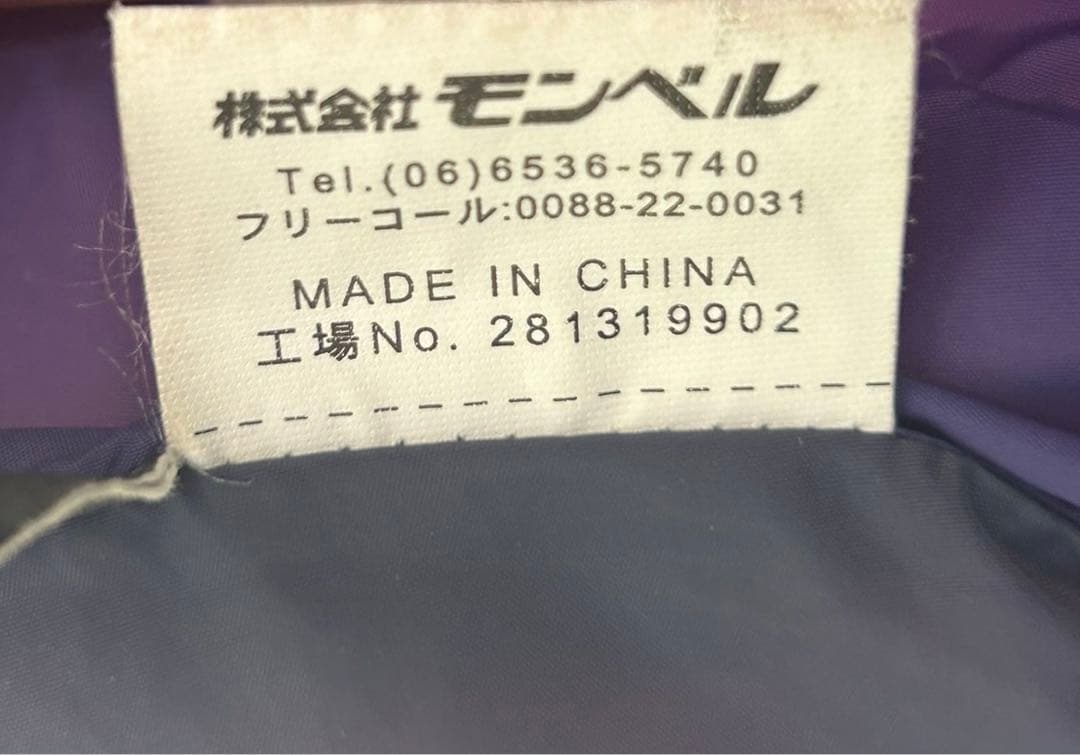 株式会社 モンベル
Tel.(06)6536-5740
フリーコール:0088-22-0031
MADE IN CHINA
工場No. 281319902